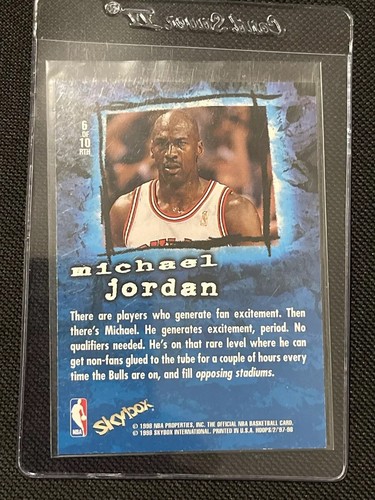 Card Saver
6
OF
10
RTH
michael
jordan
There are players who generate fan excitement. Then
there's Michael. He generates excitement, period. No
qualifiers needed. He's on that rare level where he can
get non-fans glued to the tube for a couple of hours every
time the Bulls are on, and fill opposing stadiums.
NBA
Skybox
© 1998 NBA PROPERTIES, INC. THE OFFICIAL NBA BASKETBALL CARD.
© 1998 SKYBOX INTERNATIONAL. PRINTED IN U.S.A. HOOPS/2/'97-98